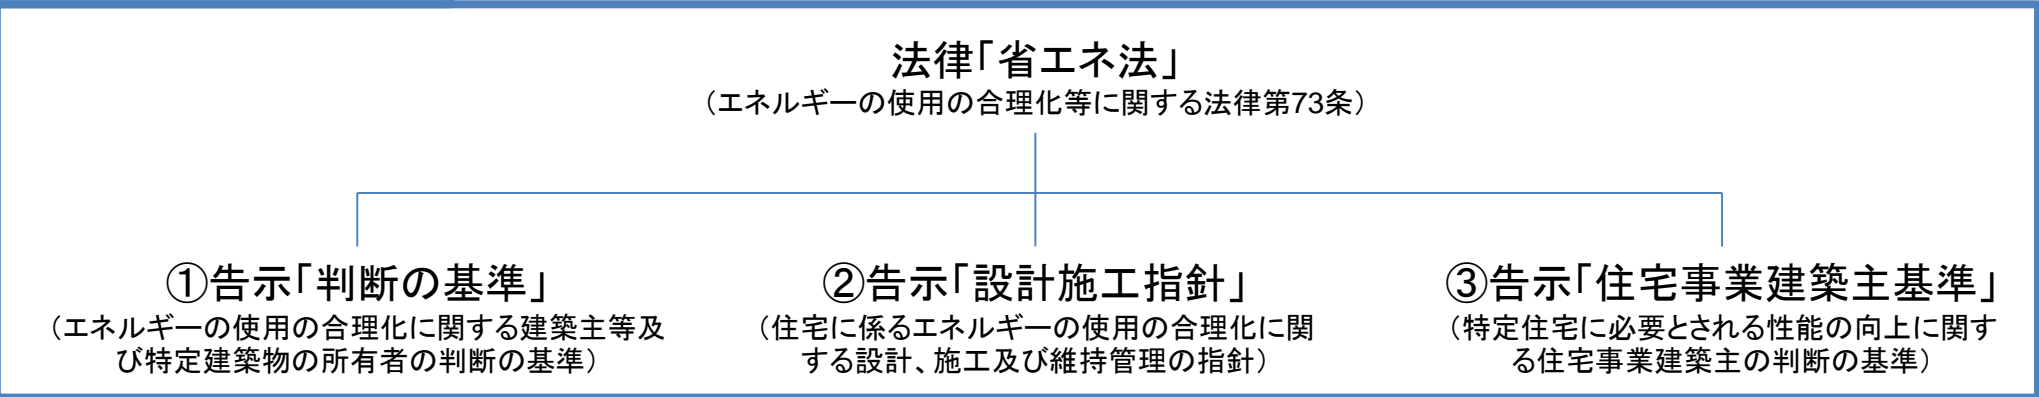 法律「省エネ法」
（エネルギーの使用の合理化等に関する法律第73条）
①告示「判断の基準」
（エネルギーの使用の合理化に関する建築主等及
び特定建築物の所有者の判断の基準）
②告示「設計施工指針」
（住宅に係るエネルギーの使用の合理化に関
する設計、施工及び維持管理の指針）
③告示「住宅事業建築主基準」
（特定住宅に必要とされる性能の向上に関す
る住宅事業建築主の判断の基準）